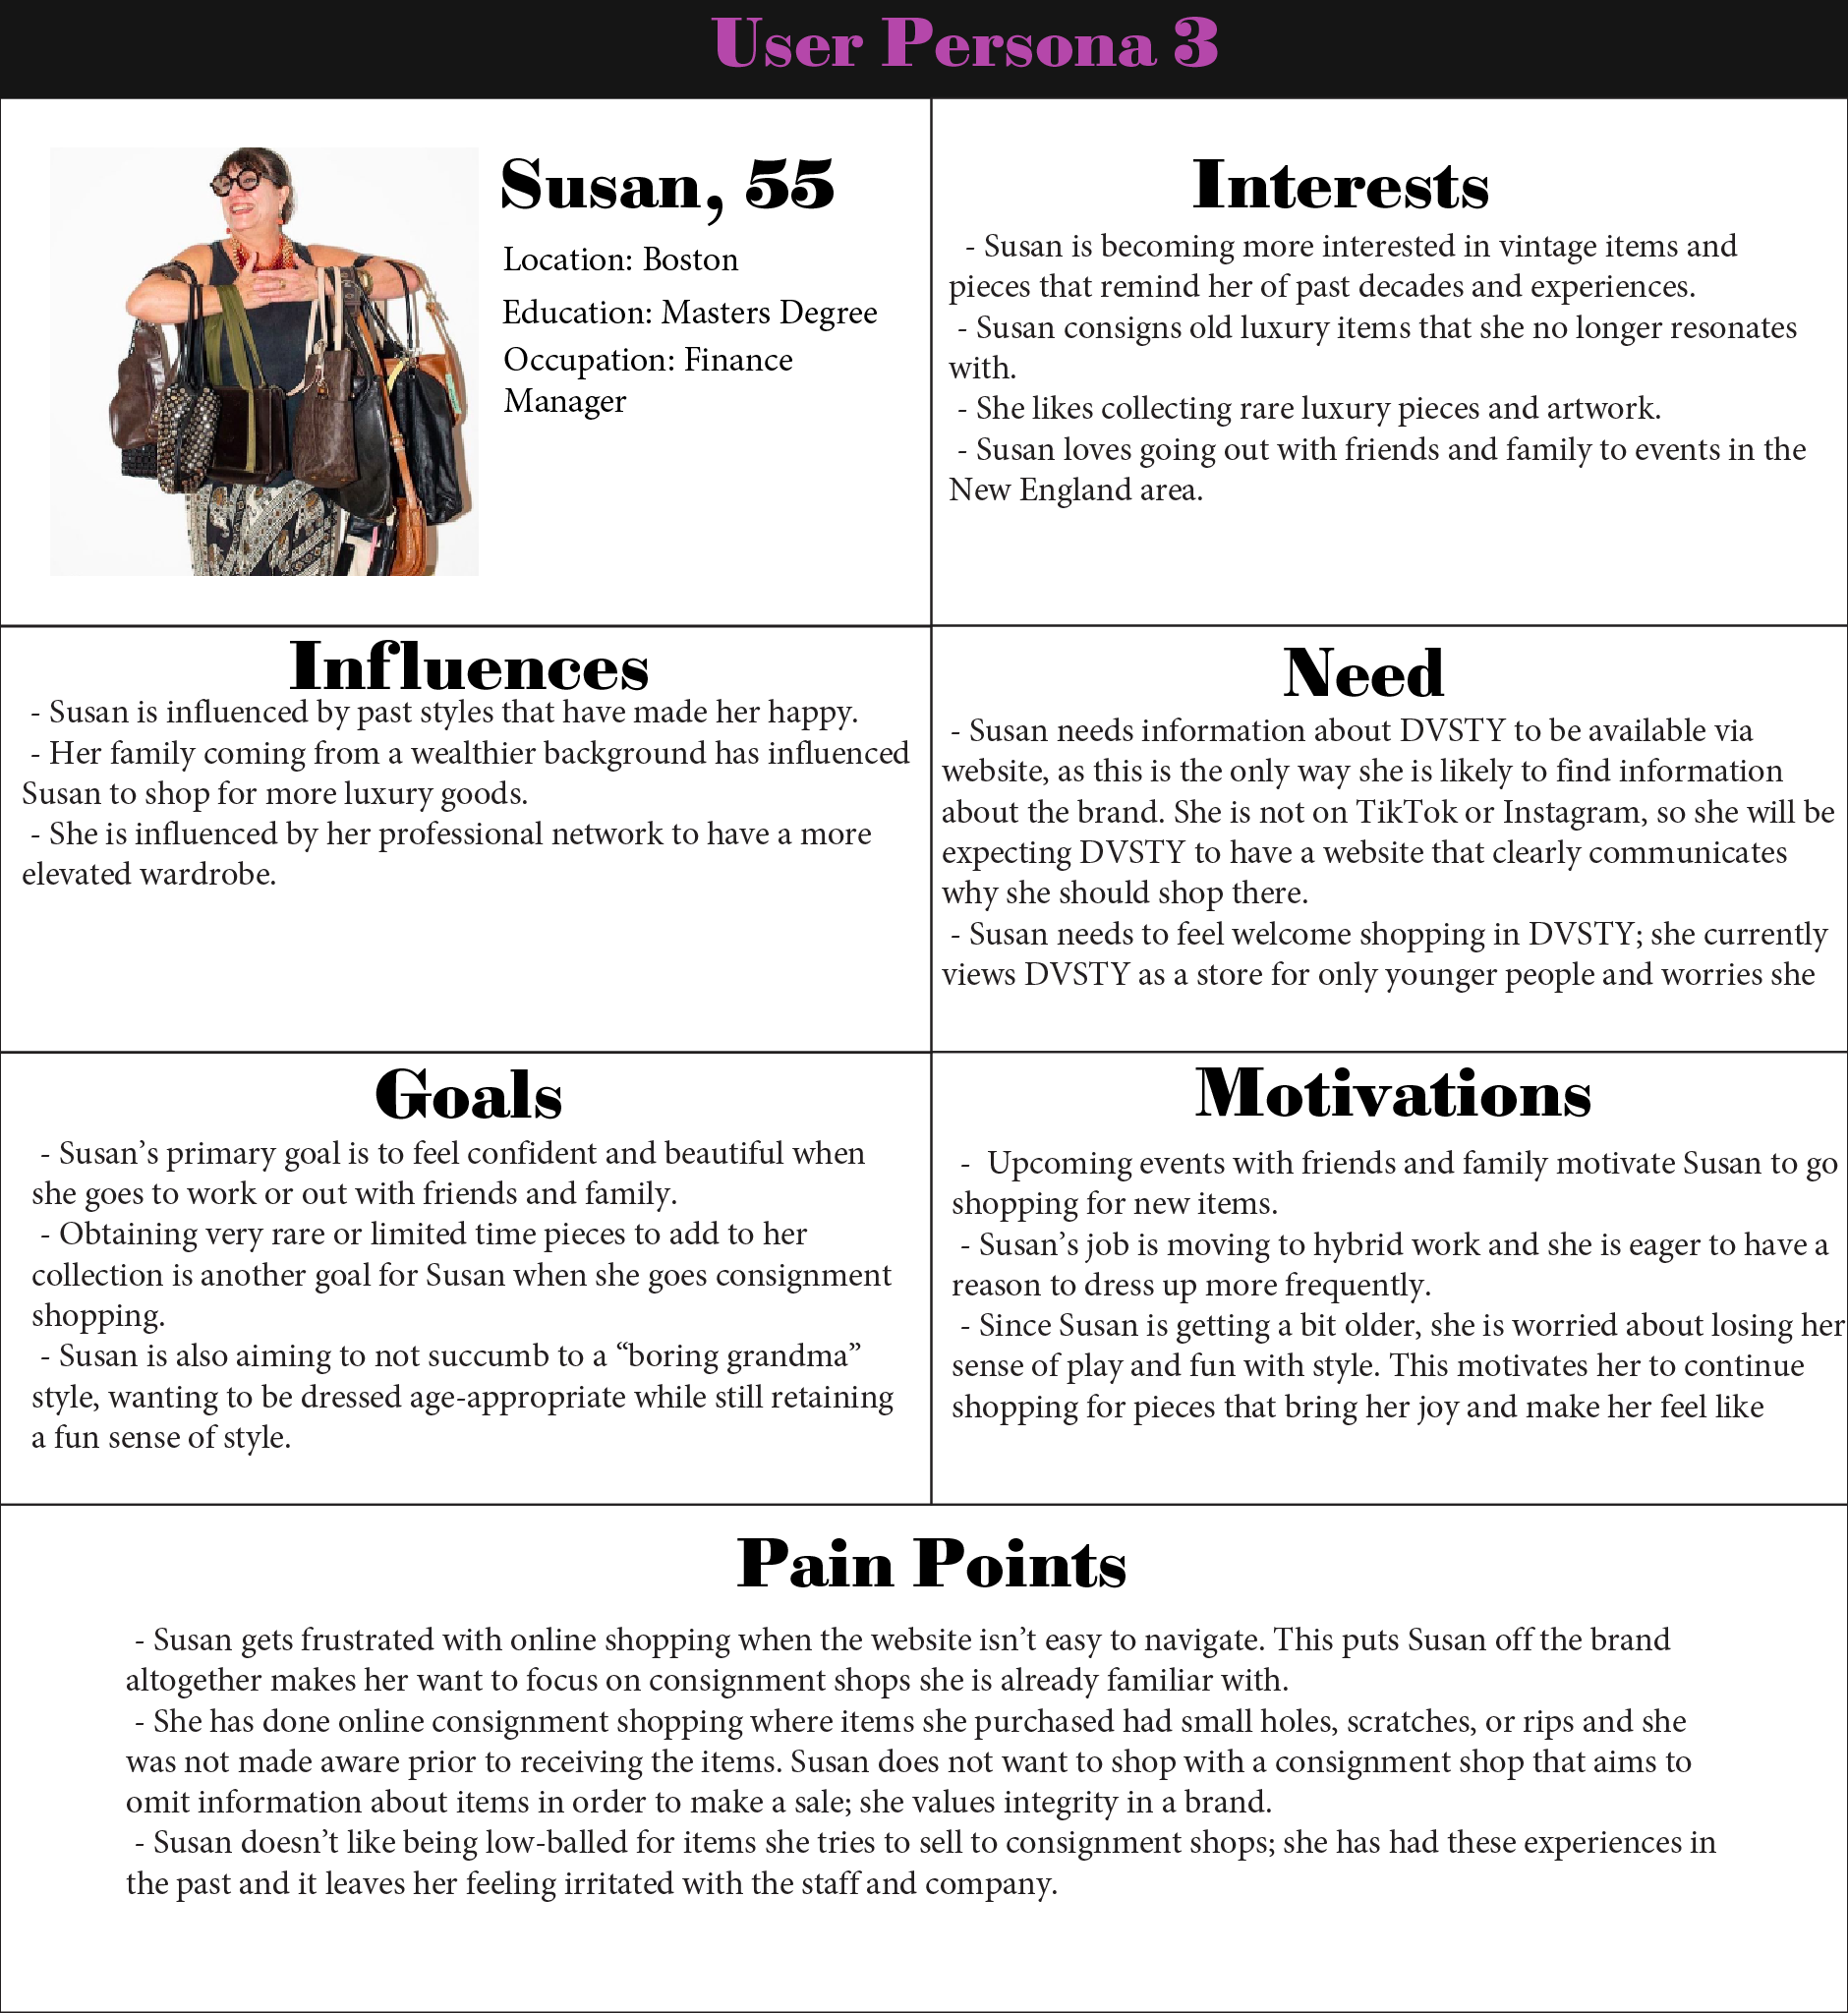 User Persona 3
Susan, 55
Location: Boston
Education: Masters Degree
Occupation: Finance
Manager
Interests
- Susan is becoming more interested in vintage items and
pieces that remind her of past decades and experiences.
- Susan consigns old luxury items that she no longer resonates
with.
- She likes collecting rare luxury pieces and artwork.
- Susan loves going out with friends and family to events in the
New England area.
Influences
- Susan is influenced by past styles that have made her happy.
- Her family coming from a wealthier background has influenced
Susan to shop for more luxury goods.
- She is influenced by her professional network to have a more
elevated wardrobe.
Need
- Susan needs information about DVSTY to be available via
website, as this is the only way she is likely to find information
about the brand. She is not on TikTok or Instagram, so she will be
expecting DVSTY to have a website that clearly communicates
why she should shop there.
- Susan needs to feel welcome shopping in DVSTY; she currently
views DVSTY as a store for only younger people and worries she
Goals
- Susan’s primary goal is to feel confident and beautiful when
she goes to work or out with friends and family.
- Obtaining very rare or limited time pieces to add to her
collection is another goal for Susan when she goes consignment
shopping.
- Susan is also aiming to not succumb to a “boring grandma”
style, wanting to be dressed age-appropriate while still retaining
a fun sense of style.
Motivations
- Upcoming events with friends and family motivate Susan to go
shopping for new items.
- Susan’s job is moving to hybrid work and she is eager to have a
reason to dress up more frequently.
- Since Susan is getting a bit older, she is worried about losing her
sense of play and fun with style. This motivates her to continue
shopping for pieces that bring her joy and make her feel like
Pain Points
- Susan gets frustrated with online shopping when the website isn’t easy to navigate. This puts Susan off the brand
altogether makes her want to focus on consignment shops she is already familiar with.
- She has done online consignment shopping where items she purchased had small holes, scratches, or rips and she
was not made aware prior to receiving the items. Susan does not want to shop with a consignment shop that aims to
omit information about items in order to make a sale; she values integrity in a brand.
- Susan doesn’t like being low-balled for items she tries to sell to consignment shops; she has had these experiences in
the past and it leaves her feeling irritated with the staff and company.